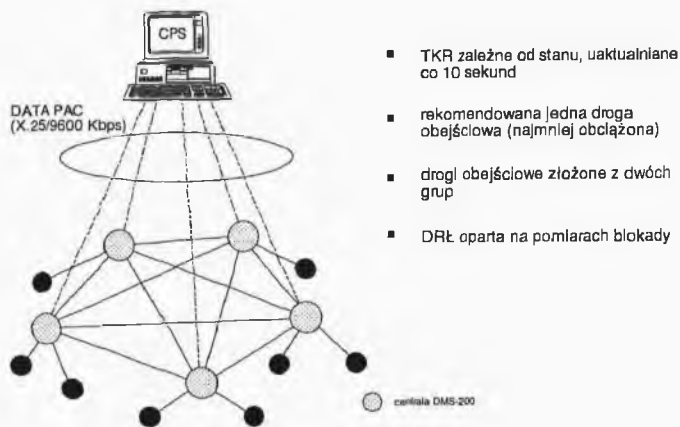 CPS
DATA PAC
(X.25/9600 Kbps)
▪ TKR zależne od stanu, uaktualniane
co 10 sekund
▪ rekomendowana jedna droga
obejściowa (najmniej obciążona)
▪ drogi obejściowe złożone z dwóch
grup
▪ DRŁ oparta na pomiarach blokady
centrala DMS-200